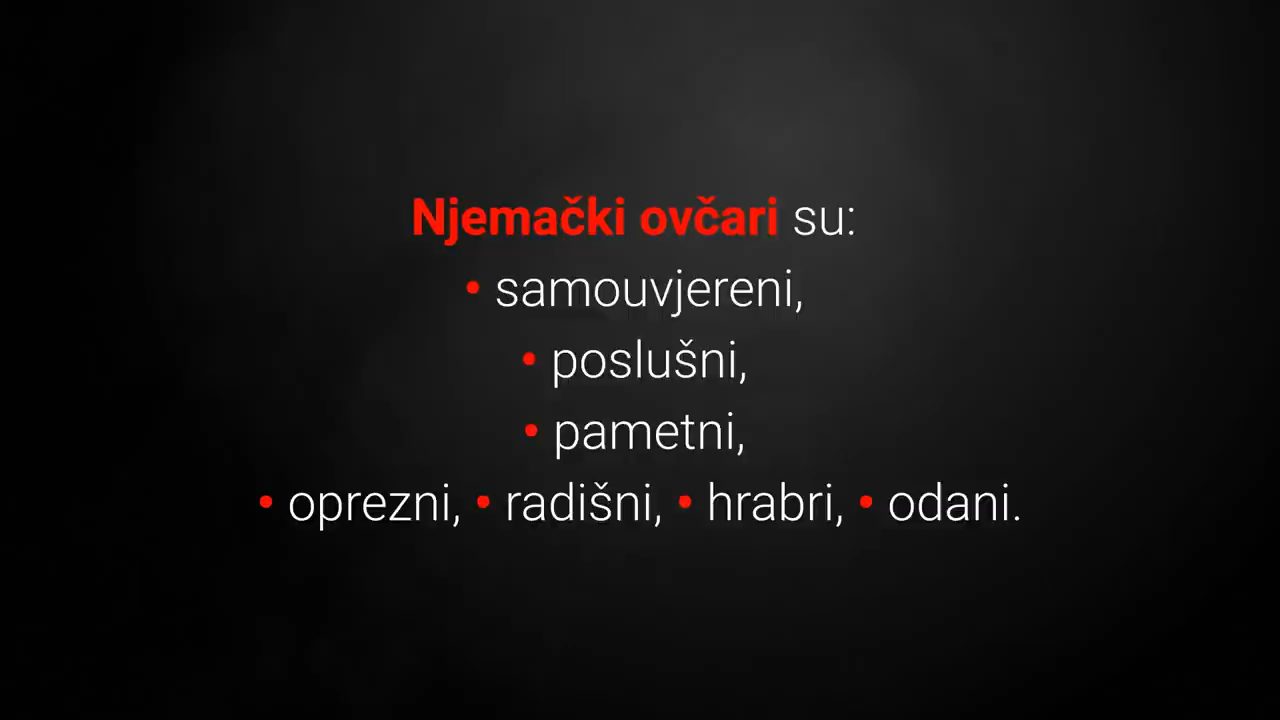 Njemački ovčari su:
• samouvjereni,
• poslušni,
• pametni,
• oprezni, • radišni, • hrabri, • odani.